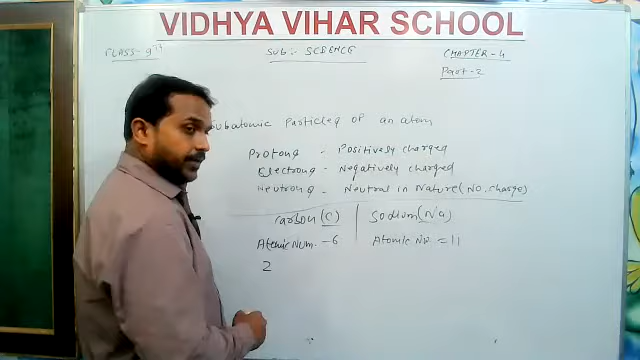 VIDHYA VIHAR SCHOOL
CLASS- 9TH SUB :- SCIENCE CHAPTER - 4
Part-2
Subatomic Particles of an atom
Protons - Positively charged
Electrons - Negatively charged
Neutrons - Neutral in Nature (No. charge)
Carbon (C) Sodium (Na)
Atomic Num. - 6 Atomic No = 11
2